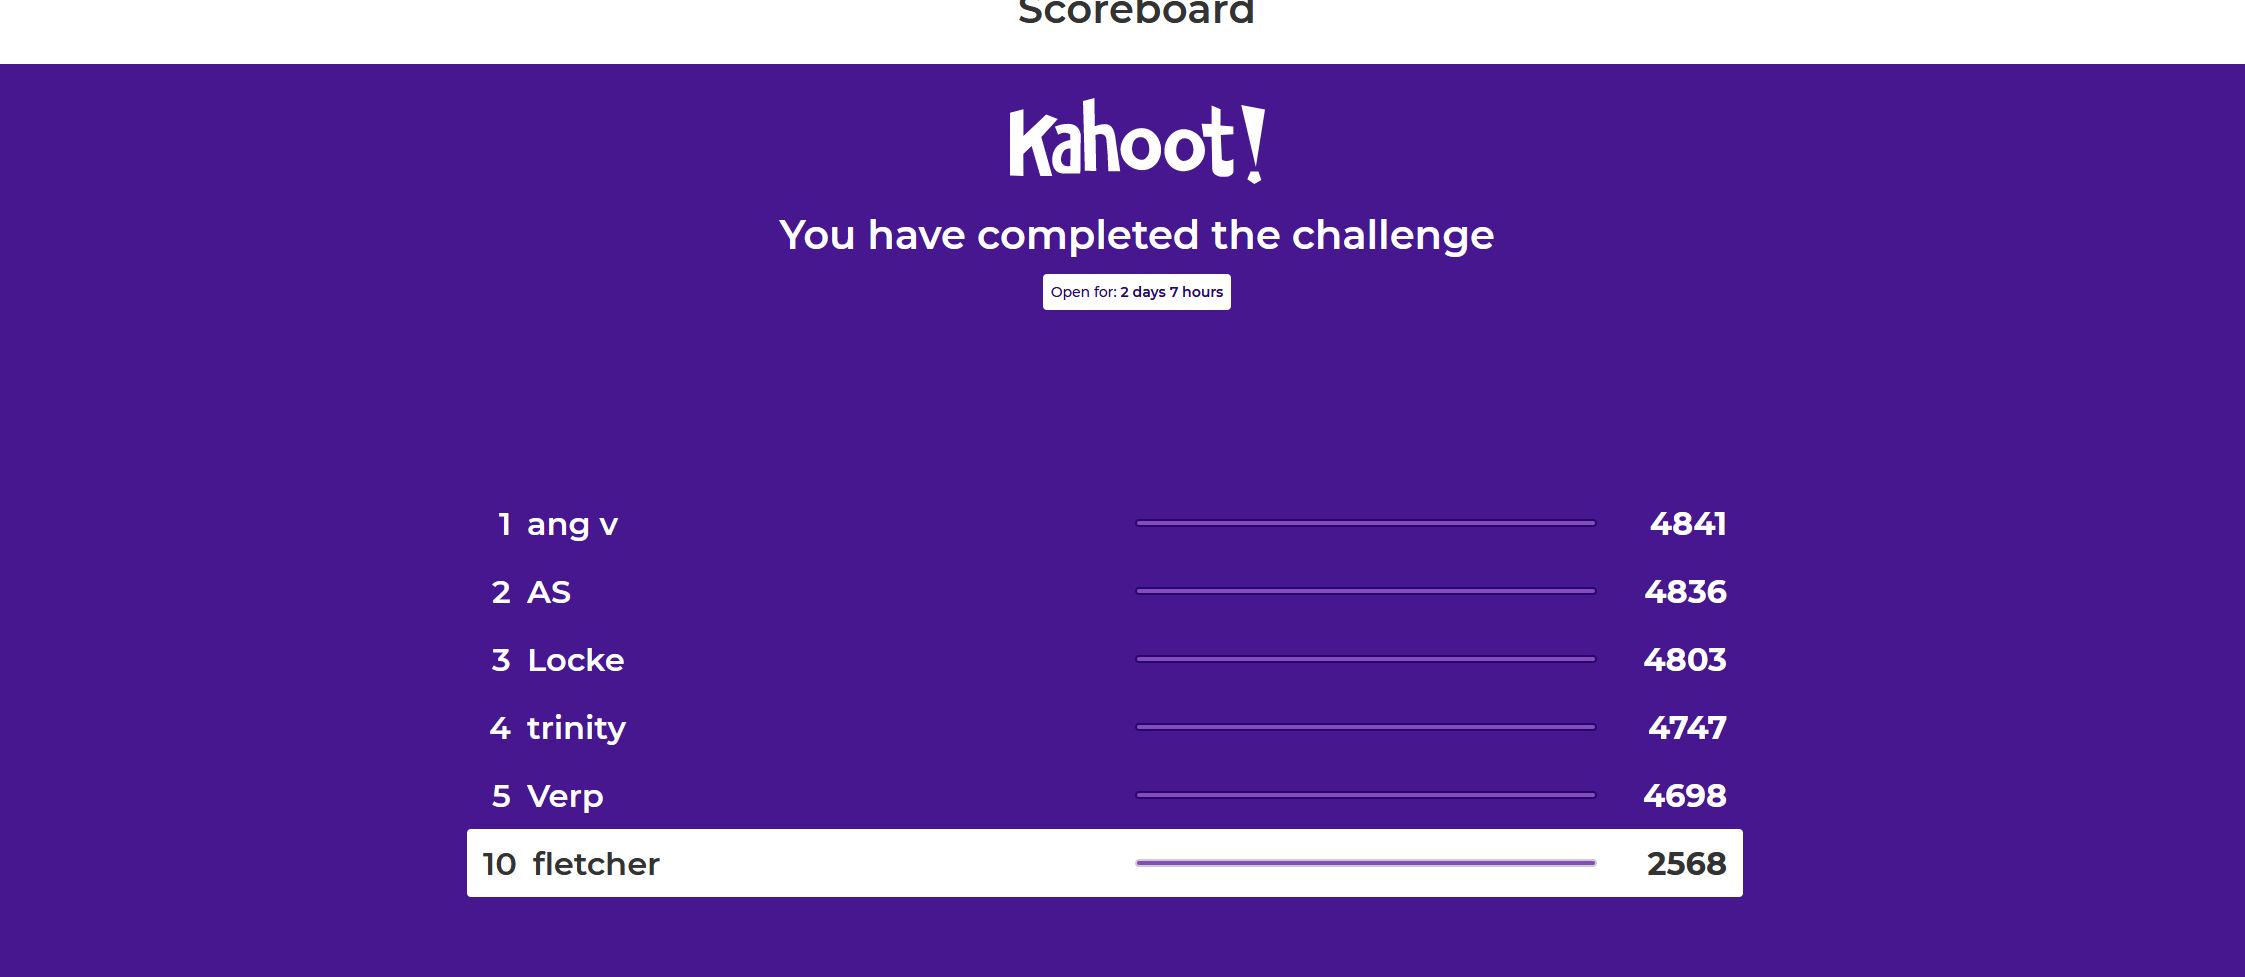 Scoreboard
Kahoot!
You have completed the challenge
Open for: 2 days 7 hours
1 ang v 4841
2 AS 4836
3 Locke 4803
4 trinity 4747
5 Verp 4698
10 fletcher 2568